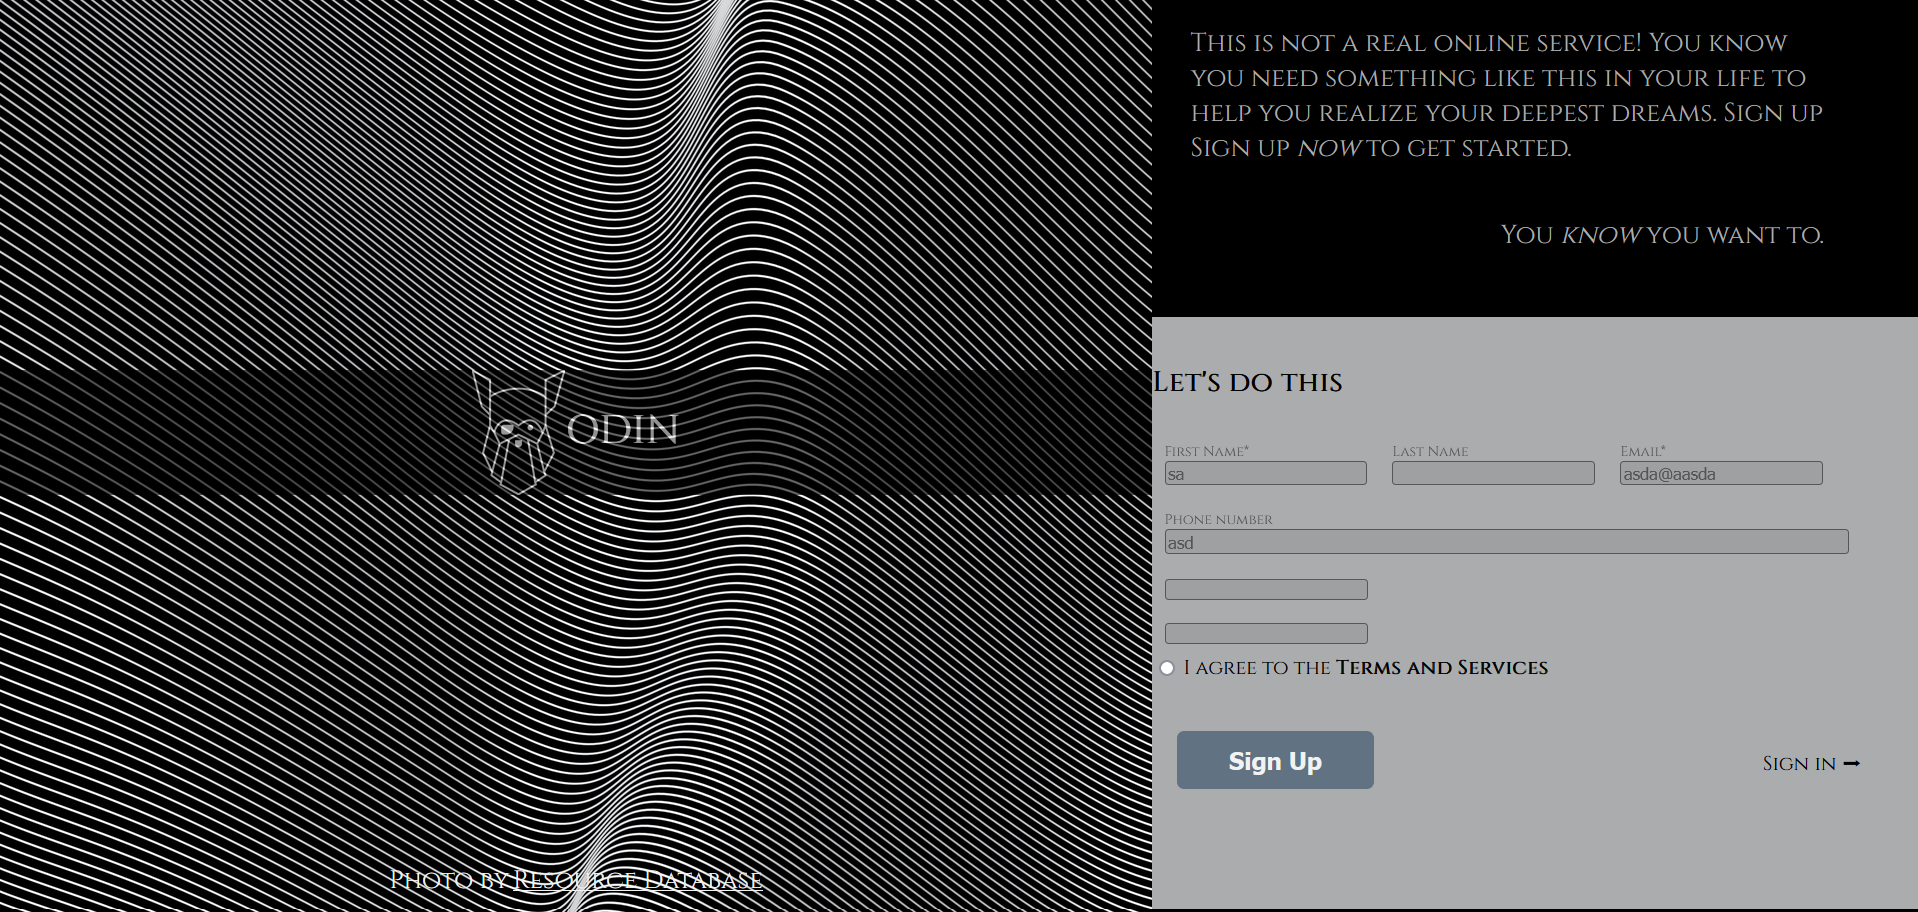 This is not a real online service! You know
you need something like this in your life to
help you realize your deepest dreams. Sign up
Sign up now to get started.
You know you want to.
ODIN
Let's do this
First Name*
Last Name
Email*
sa
asda@aasda
Phone number
asd
I agree to the Terms and Services
Sign Up
Sign in ➞
Photo by Resource Database